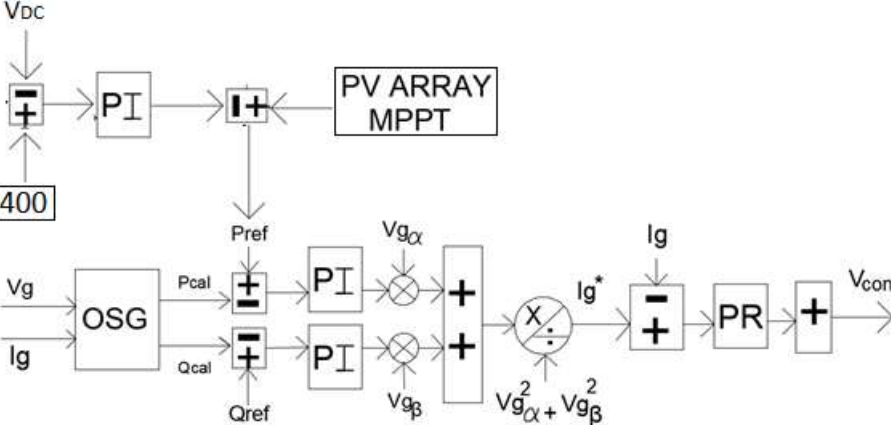 VDC
PI
PV ARRAY
MPPT
400
Pref
Vgα
Ig
Vg
Pcal
PI
OSG
Ig*
PR
Vcon
X
÷
Ig
Qcal
PI
Qref
Vgβ
Vg²α + Vg²β